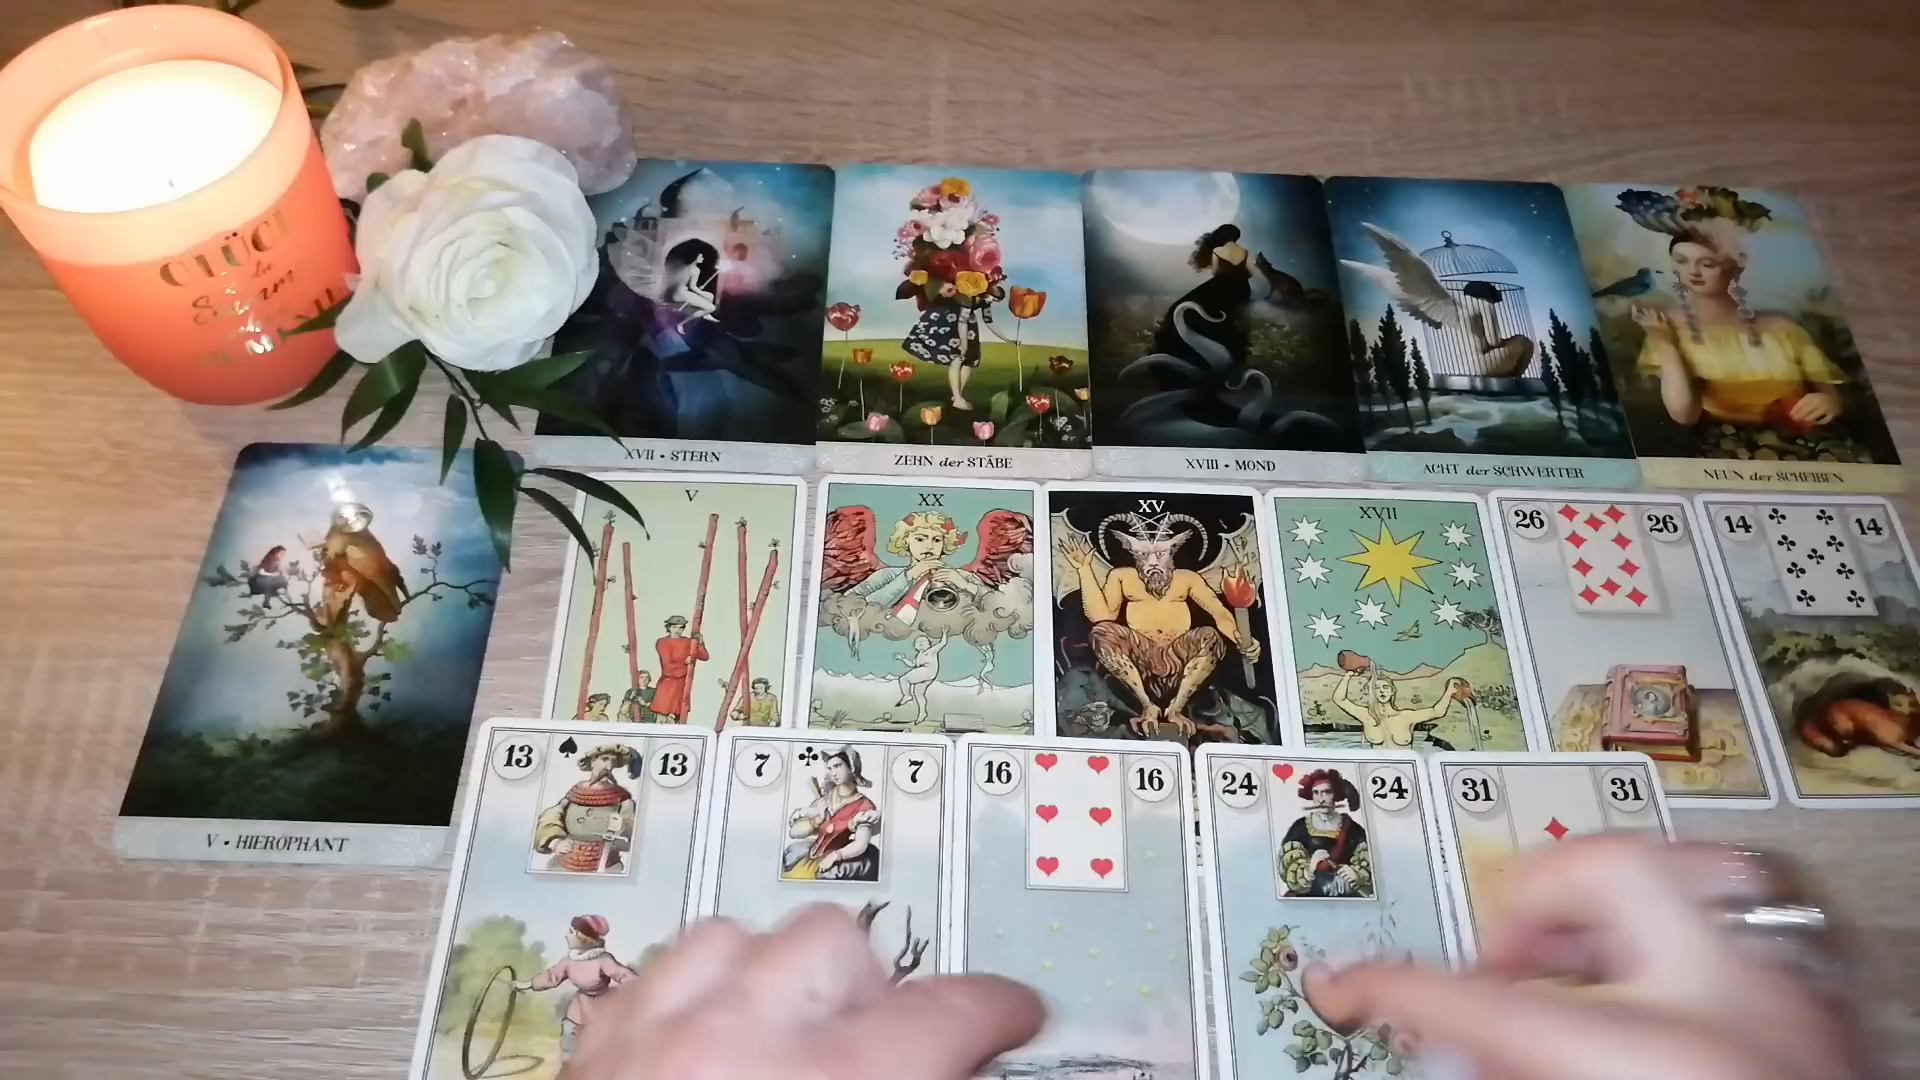 GLÜCK
XVII • STERN
ZEHN der STÄBE
XVIII • MOND
ACHT der SCHWERTER
NEUN der SCHEIBEN
V • HIEROPHANT
V
XX
XV
XVII
26 26
14 14
13 13
7 7
16 16
24 24
31 31